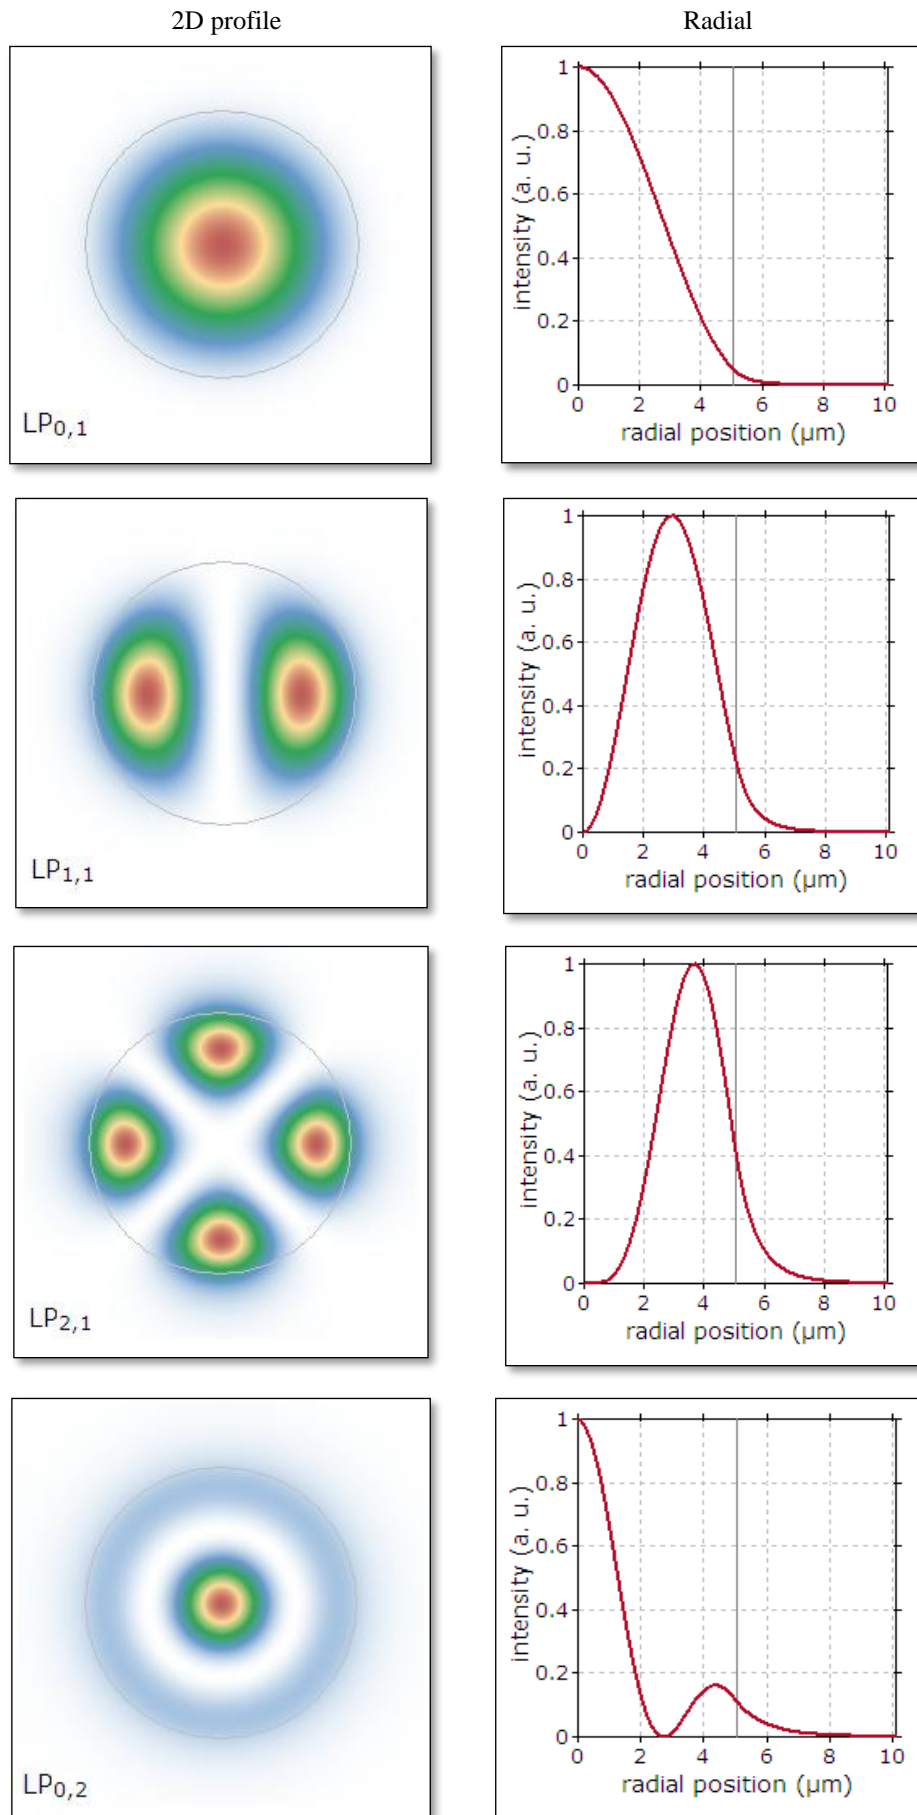 2D profile
Radial
LP0,1
intensity (a. u.)
1
0.8
0.6
0.4
0.2
0
0 2 4 6 8 10
radial position (µm)
LP1,1
intensity (a. u.)
1
0.8
0.6
0.4
0.2
0
0 2 4 6 8 10
radial position (µm)
LP2,1
intensity (a. u.)
1
0.8
0.6
0.4
0.2
0
0 2 4 6 8 10
radial position (µm)
LP0,2
intensity (a. u.)
1
0.8
0.6
0.4
0.2
0
0 2 4 6 8 10
radial position (µm)